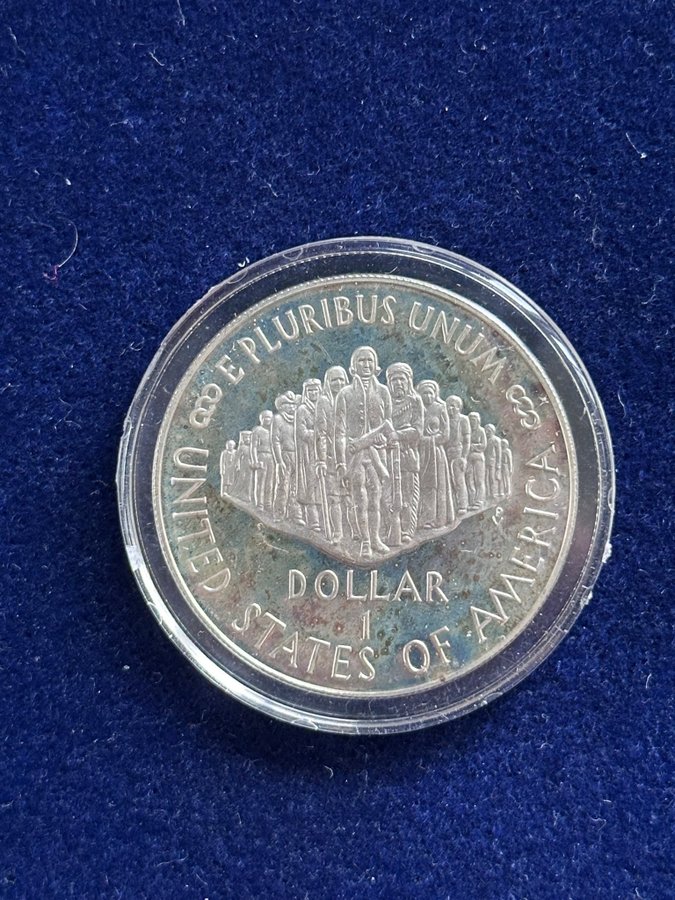 E PLURIBUS UNUM
DOLLAR
1
UNITED STATES OF AMERICA